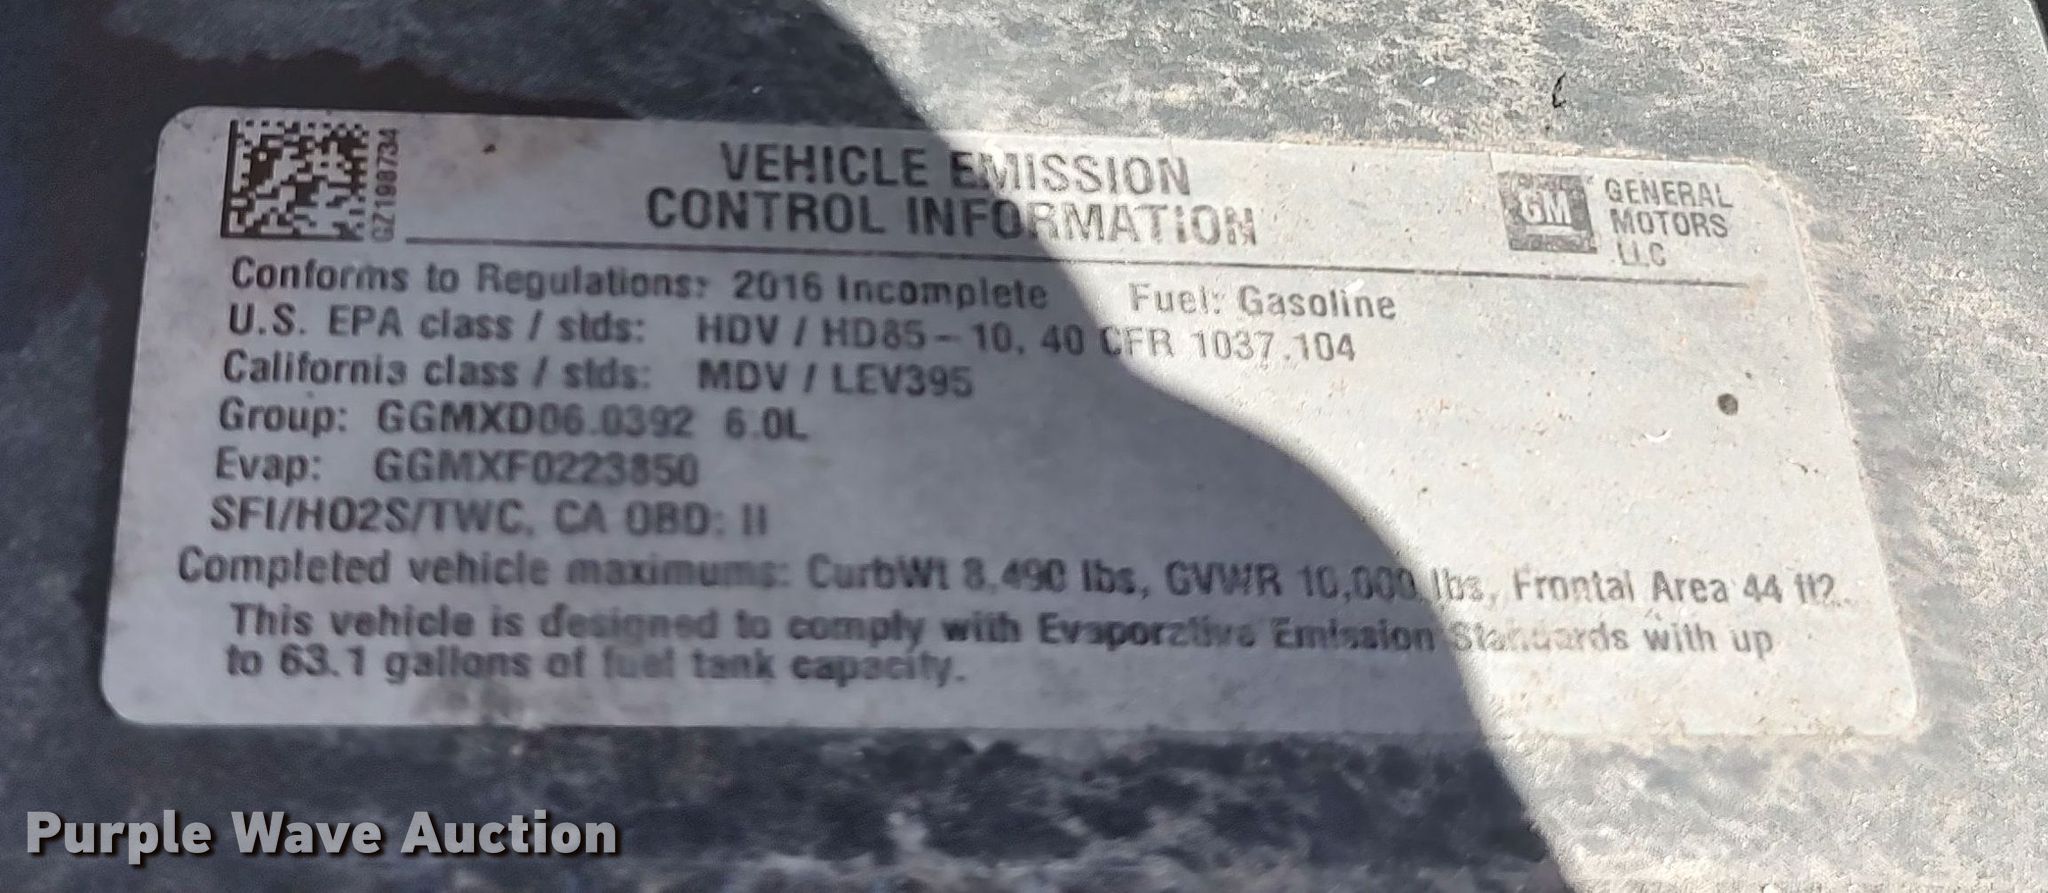 GZ198734
VEHICLE EMISSION
CONTROL INFORMATION
GM
GENERAL
MOTORS
LLC
Conforms to Regulations: 2016 Incomplete Fuel: Gasoline
U.S. EPA class / stds: HDV / HD85-10, 40 CFR 1037.104
California class / stds: MDV / LEV395
Group: GGMXD06.0392 6.0L
Evap: GGMXF0223850
SFI/HO2S/TWC, CA OBD: II
Completed vehicle maximums: CurbWt 8,490 lbs, GVWR 10,000 lbs, Frontal Area 44 ft2.
This vehicle is designed to comply with Evaporative Emission Standards with up
to 63.1 gallons of fuel tank capacity.
Purple Wave Auction